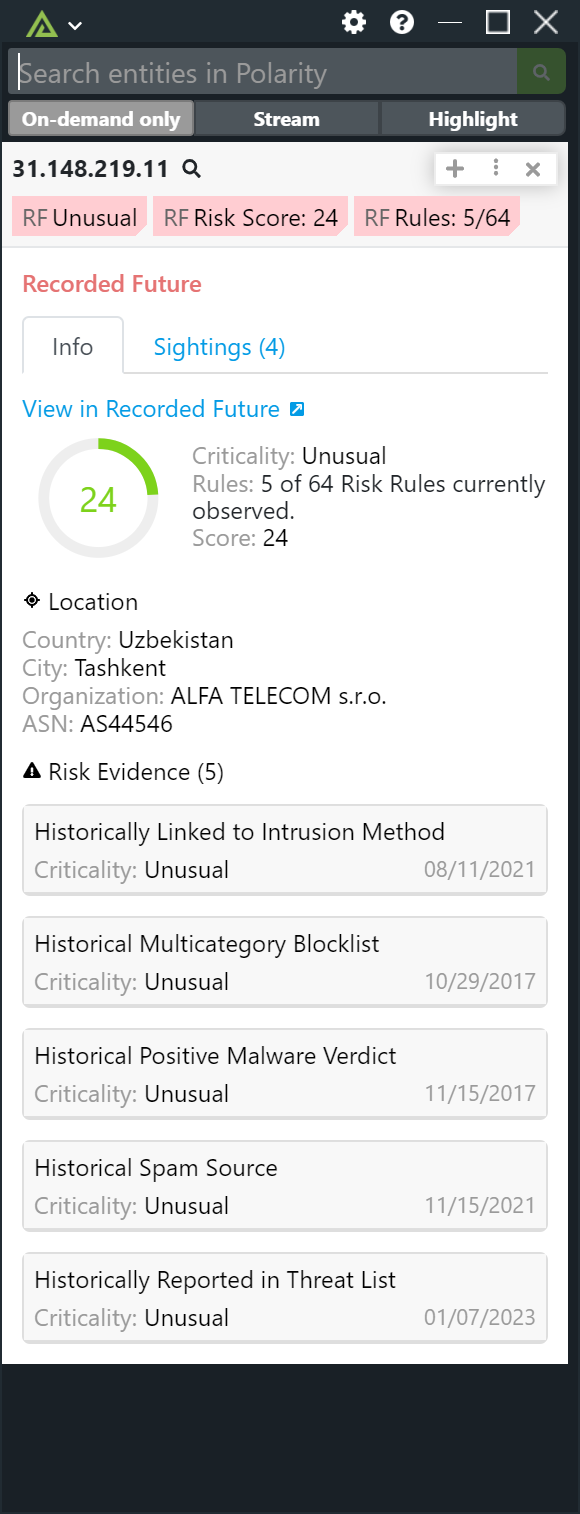 Search entities in Polarity
On-demand only Stream Highlight
31.148.219.11
RF Unusual RF Risk Score: 24 RF Rules: 5/64
Recorded Future
Info Sightings (4)
View in Recorded Future
24
Criticality: Unusual
Rules: 5 of 64 Risk Rules currently
observed.
Score: 24
Location
Country: Uzbekistan
City: Tashkent
Organization: ALFA TELECOM s.r.o.
ASN: AS44546
Risk Evidence (5)
Historically Linked to Intrusion Method
Criticality: Unusual 08/11/2021
Historical Multicategory Blocklist
Criticality: Unusual 10/29/2017
Historical Positive Malware Verdict
Criticality: Unusual 11/15/2017
Historical Spam Source
Criticality: Unusual 11/15/2021
Historically Reported in Threat List
Criticality: Unusual 01/07/2023